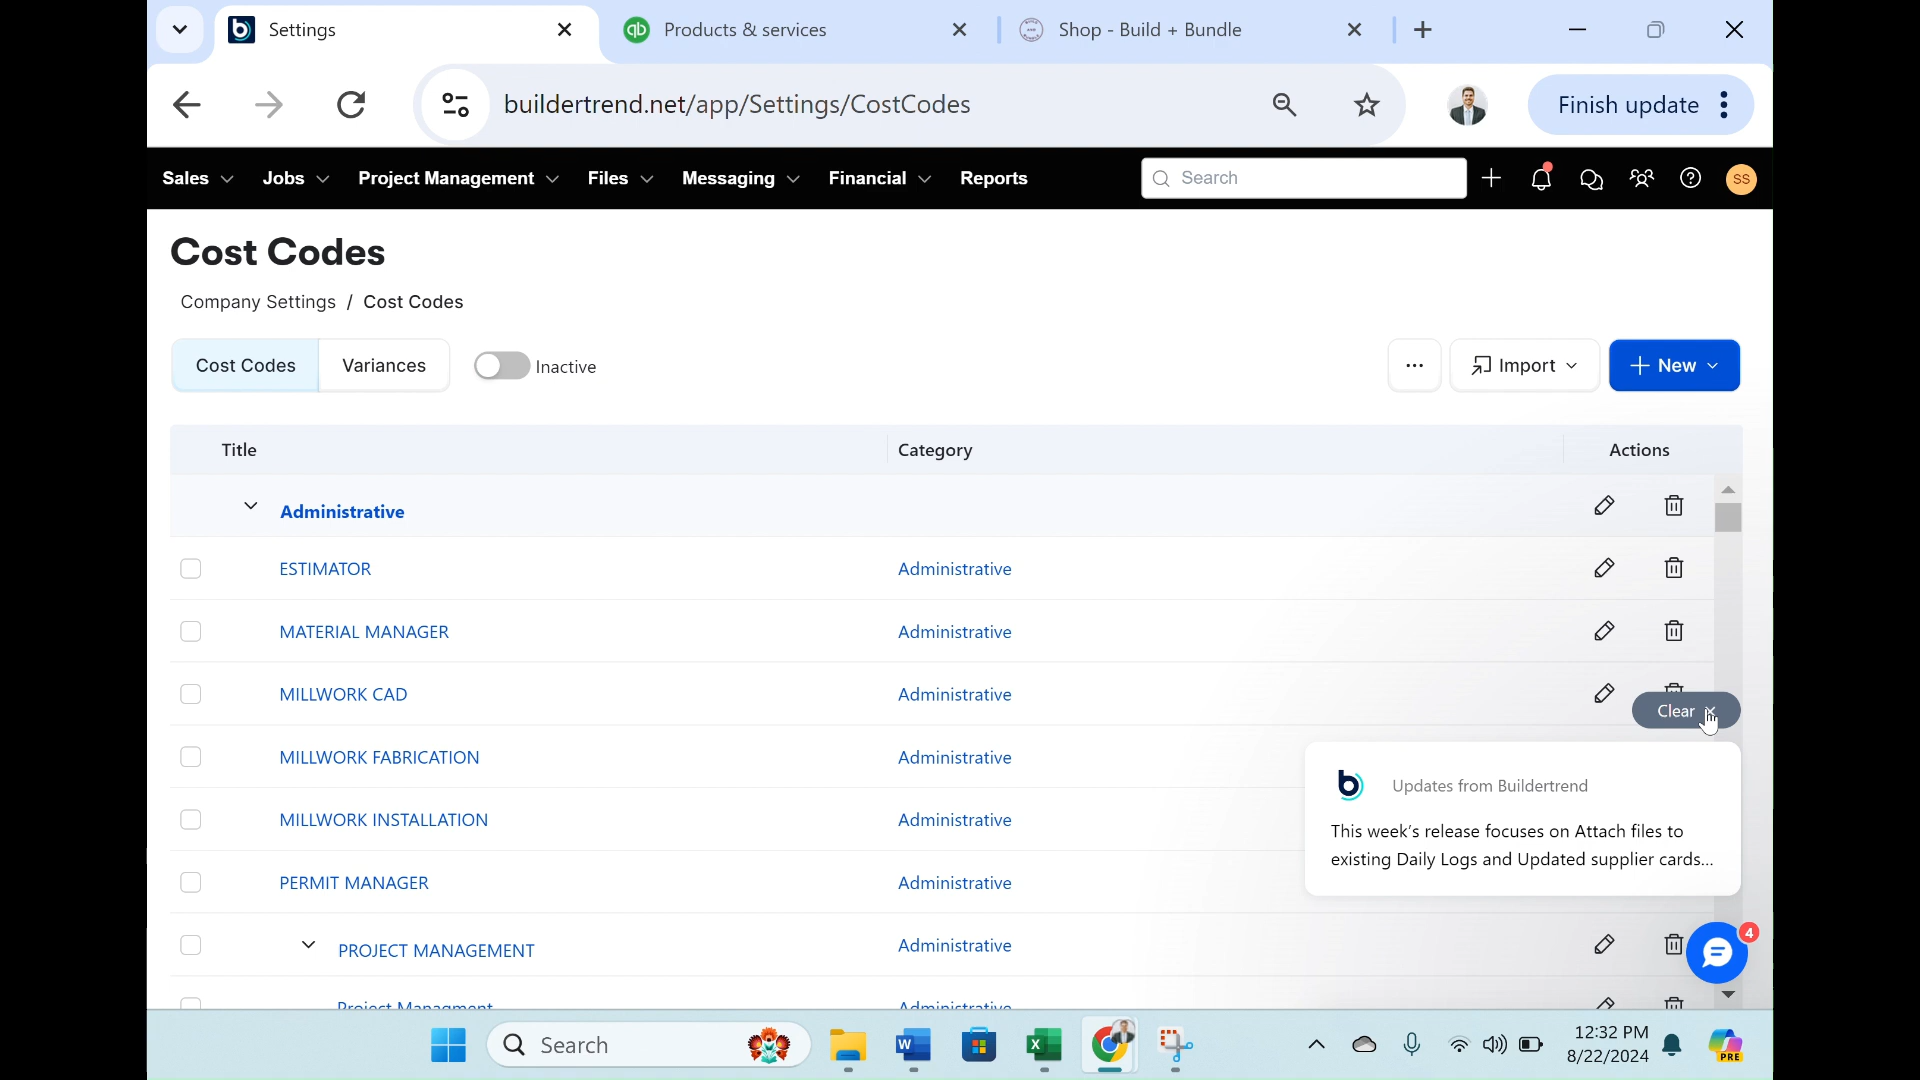 Settings
Products & services
Shop - Build + Bundle
buildertrend.net/app/Settings/CostCodes
Finish update
Sales Jobs Project Management Files Messaging Financial Reports
Search
SS
Cost Codes
Company Settings / Cost Codes
Cost Codes Variances Inactive
... Import + New
Title Category Actions
Administrative
ESTIMATOR Administrative
MATERIAL MANAGER Administrative
MILLWORK CAD Administrative
Clear
MILLWORK FABRICATION Administrative
Updates from Buildertrend
This week's release focuses on Attach files to
existing Daily Logs and Updated supplier cards...
MILLWORK INSTALLATION Administrative
PERMIT MANAGER Administrative
PROJECT MANAGEMENT Administrative
4
Project Managment Administrative
Search
12:32 PM
8/22/2024
PRE